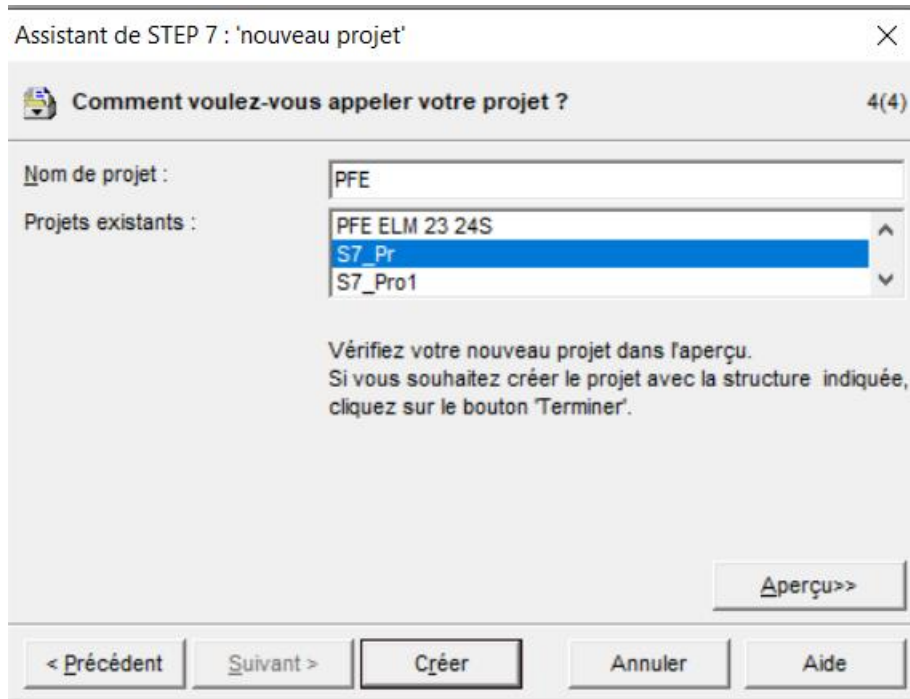 Assistant de STEP 7 : 'nouveau projet'
Comment voulez-vous appeler votre projet ? 4(4)
Nom de projet : PFE
Projets existants : PFE ELM 23 24S
S7_Pr
S7_Pro1
Vérifiez votre nouveau projet dans l'aperçu.
Si vous souhaitez créer le projet avec la structure indiquée,
cliquez sur le bouton 'Terminer'.
Aperçu>>
< Précédent Suivant > Créer Annuler Aide